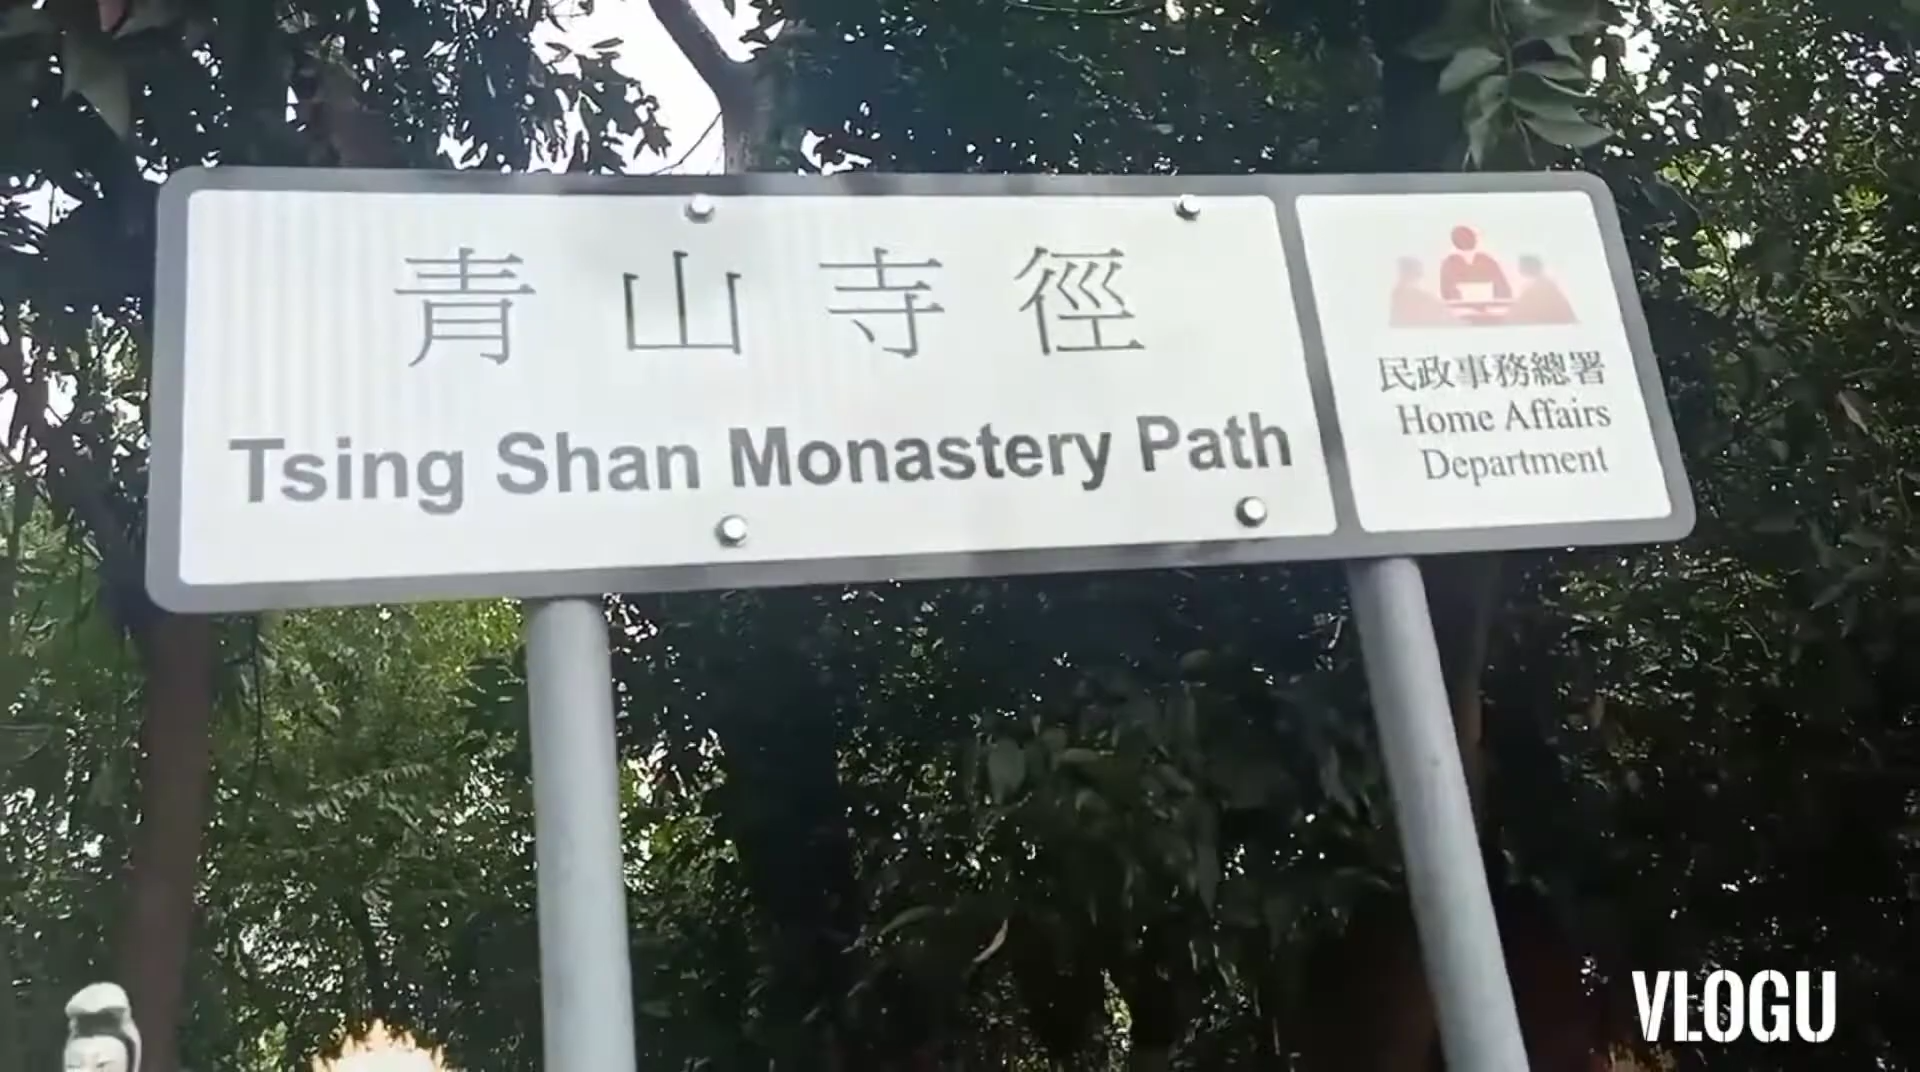 青山寺徑
Tsing Shan Monastery Path
民政事務總署
Home Affairs
Department
VLOGU